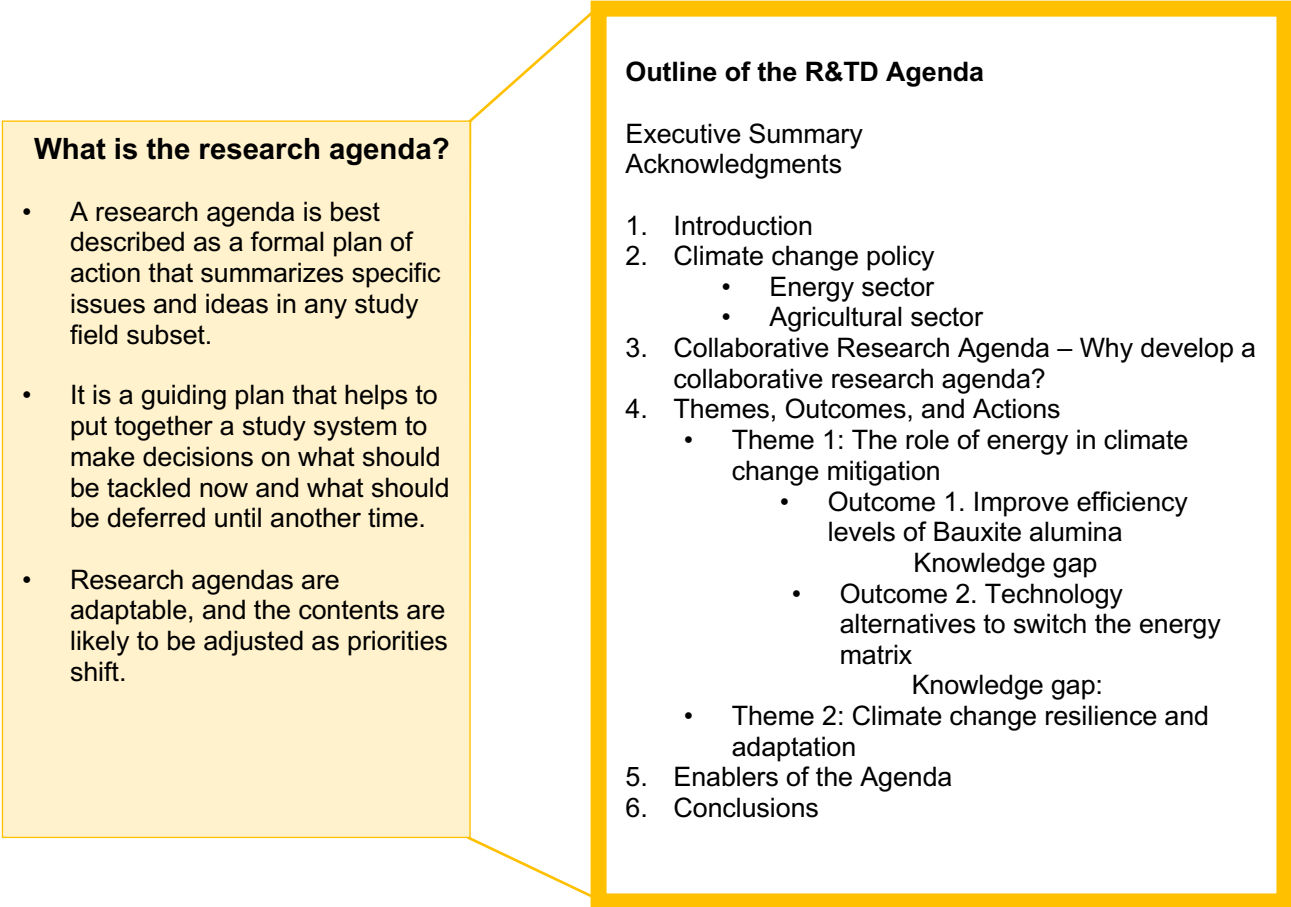 What is the research agenda?
• A research agenda is best
described as a formal plan of
action that summarizes specific
issues and ideas in any study
field subset.
• It is a guiding plan that helps to
put together a study system to
make decisions on what should
be tackled now and what should
be deferred until another time.
• Research agendas are
adaptable, and the contents are
likely to be adjusted as priorities
shift.
Outline of the R&TD Agenda
Executive Summary
Acknowledgments
1. Introduction
2. Climate change policy
• Energy sector
• Agricultural sector
3. Collaborative Research Agenda – Why develop a
collaborative research agenda?
4. Themes, Outcomes, and Actions
• Theme 1: The role of energy in climate
change mitigation
• Outcome 1. Improve efficiency
levels of Bauxite alumina
Knowledge gap
• Outcome 2. Technology
alternatives to switch the energy
matrix
Knowledge gap:
• Theme 2: Climate change resilience and
adaptation
5. Enablers of the Agenda
6. Conclusions